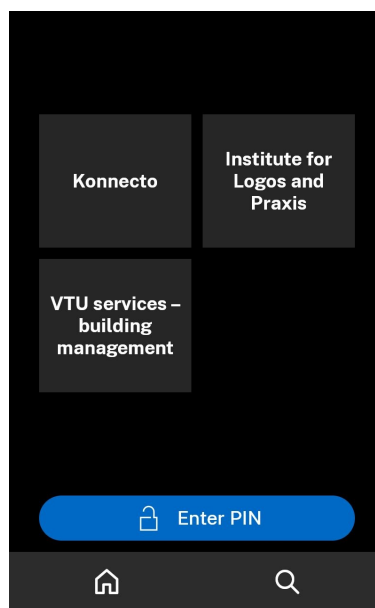 Konnecto
Institute for
Logos and
Praxis
VTU services –
building
management
Enter PIN